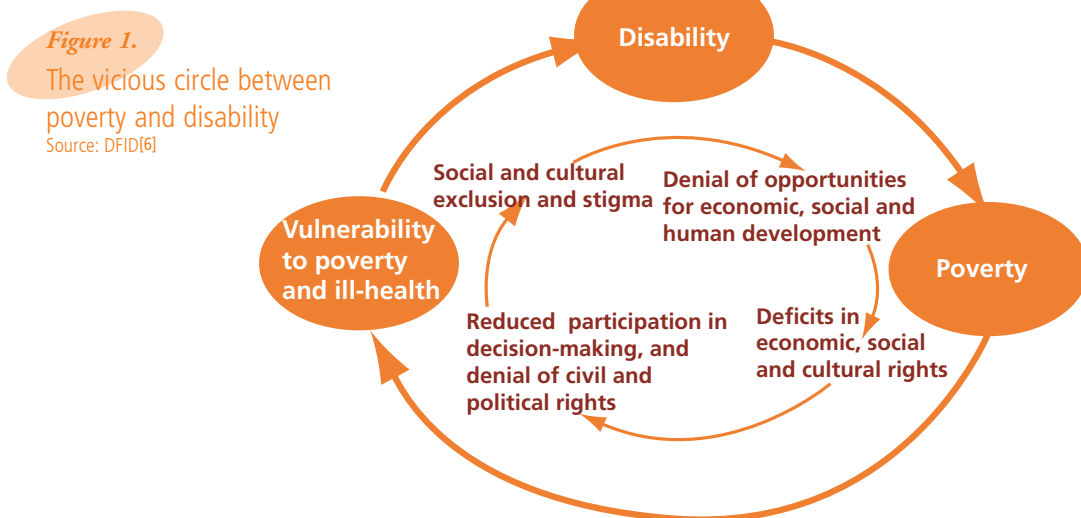 Figure 1.
The vicious circle between
poverty and disability
Source: DFID[6]
Disability
Social and cultural
exclusion and stigma
Denial of opportunities
for economic, social and
human development
Vulnerability
to poverty
and ill-health
Poverty
Reduced participation in
decision-making, and
denial of civil and
political rights
Deficits in
economic, social
and cultural rights